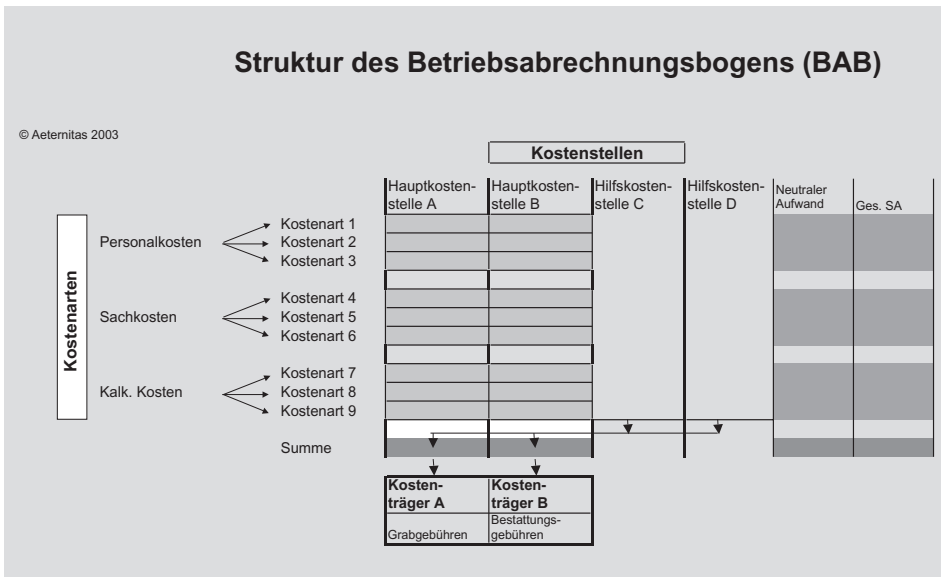 Struktur des Betriebsabrechnungsbogens (BAB)
© Aeternitas 2003
Kostenstellen
Hauptkosten-
stelle A
Hauptkosten-
stelle B
Hilfskosten-
stelle C
Hilfskosten-
stelle D
Neutraler
Aufwand
Ges. SA
Kostenarten
Personalkosten
Kostenart 1
Kostenart 2
Kostenart 3
Sachkosten
Kostenart 4
Kostenart 5
Kostenart 6
Kalk. Kosten
Kostenart 7
Kostenart 8
Kostenart 9
Summe
Kosten-
träger A
Kosten-
träger B
Grabgebühren
Bestattungs-
gebühren